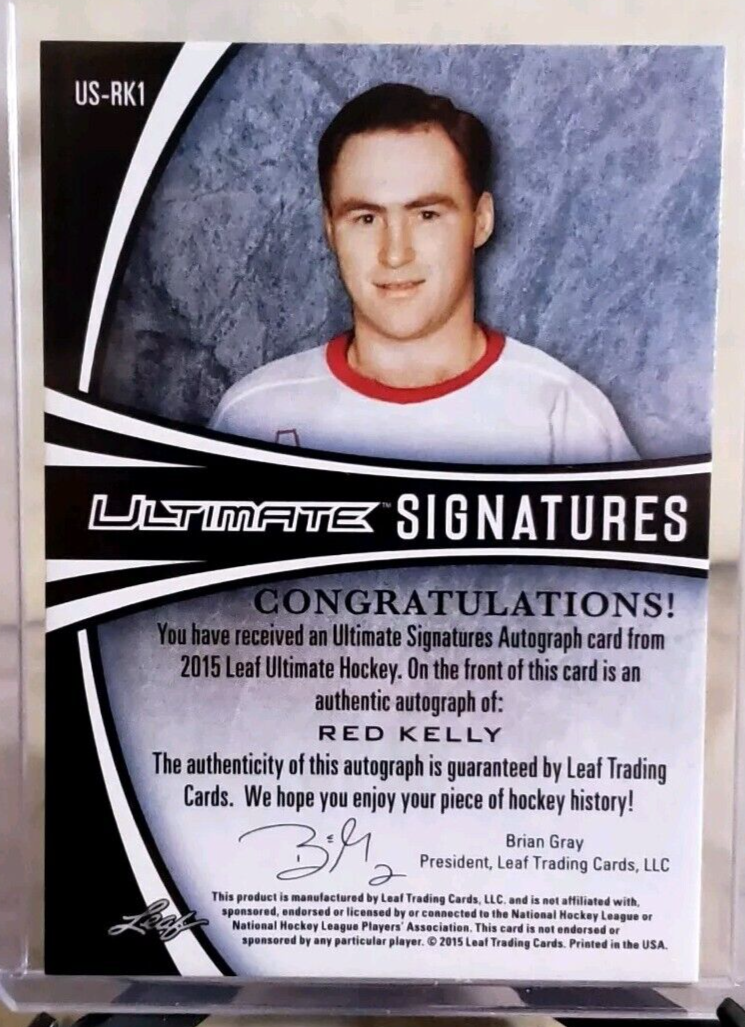 US-RK1
ULTIMATE™ SIGNATURES
CONGRATULATIONS!
You have received an Ultimate Signatures Autograph card from
2015 Leaf Ultimate Hockey. On the front of this card is an
authentic autograph of:
RED KELLY
The authenticity of this autograph is guaranteed by Leaf Trading
Cards. We hope you enjoy your piece of hockey history!
Brian Gray
President, Leaf Trading Cards, LLC
This product is manufactured by Leaf Trading Cards, LLC. and is not affiliated with,
sponsored, endorsed or licensed by or connected to the National Hockey League or
National Hockey League Players' Association. This card is not endorsed or
sponsored by any particular player. © 2015 Leaf Trading Cards. Printed in the USA.
Leaf